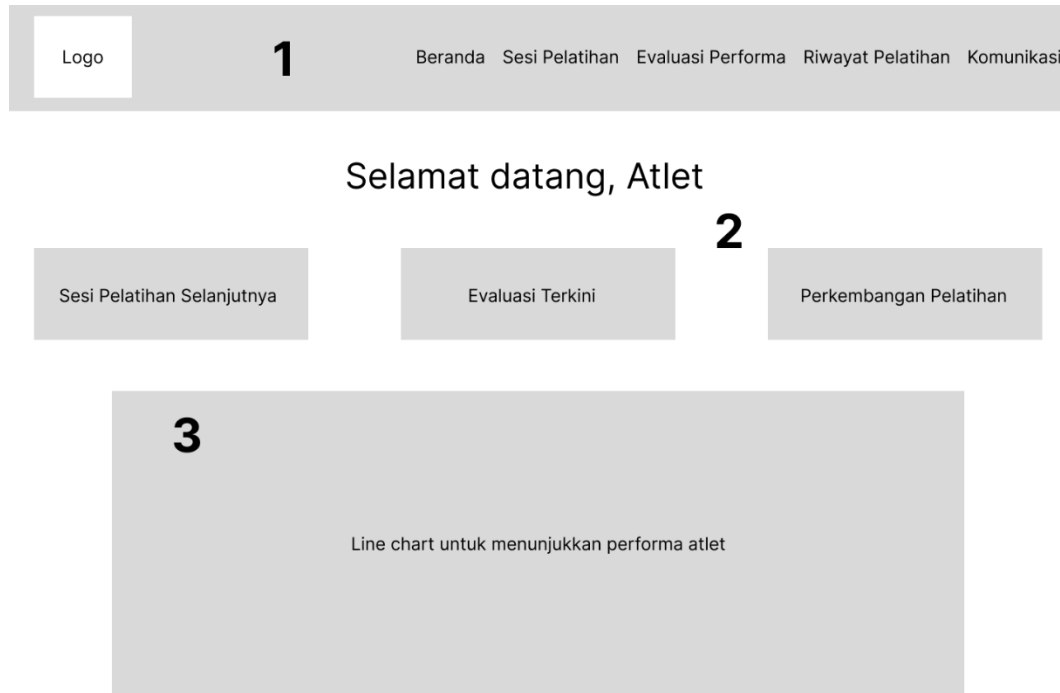 Logo
1
Beranda Sesi Pelatihan Evaluasi Performa Riwayat Pelatihan Komunikasi
Selamat datang, Atlet
2
Sesi Pelatihan Selanjutnya
Evaluasi Terkini
Perkembangan Pelatihan
3
Line chart untuk menunjukkan performa atlet